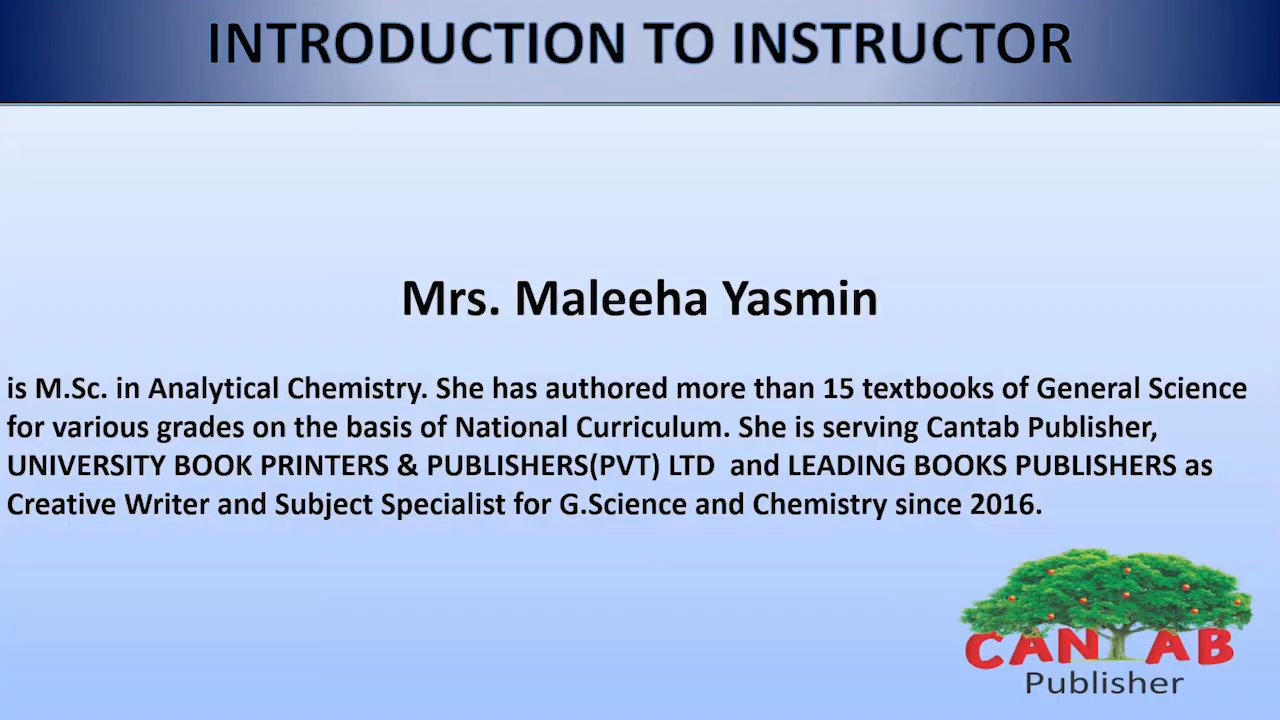 INTRODUCTION TO INSTRUCTOR
Mrs. Maleeha Yasmin
is M.Sc. in Analytical Chemistry. She has authored more than 15 textbooks of General Science
for various grades on the basis of National Curriculum. She is serving Cantab Publisher,
UNIVERSITY BOOK PRINTERS & PUBLISHERS(PVT) LTD  and LEADING BOOKS PUBLISHERS as
Creative Writer and Subject Specialist for G.Science and Chemistry since 2016.
CANTAB
Publisher